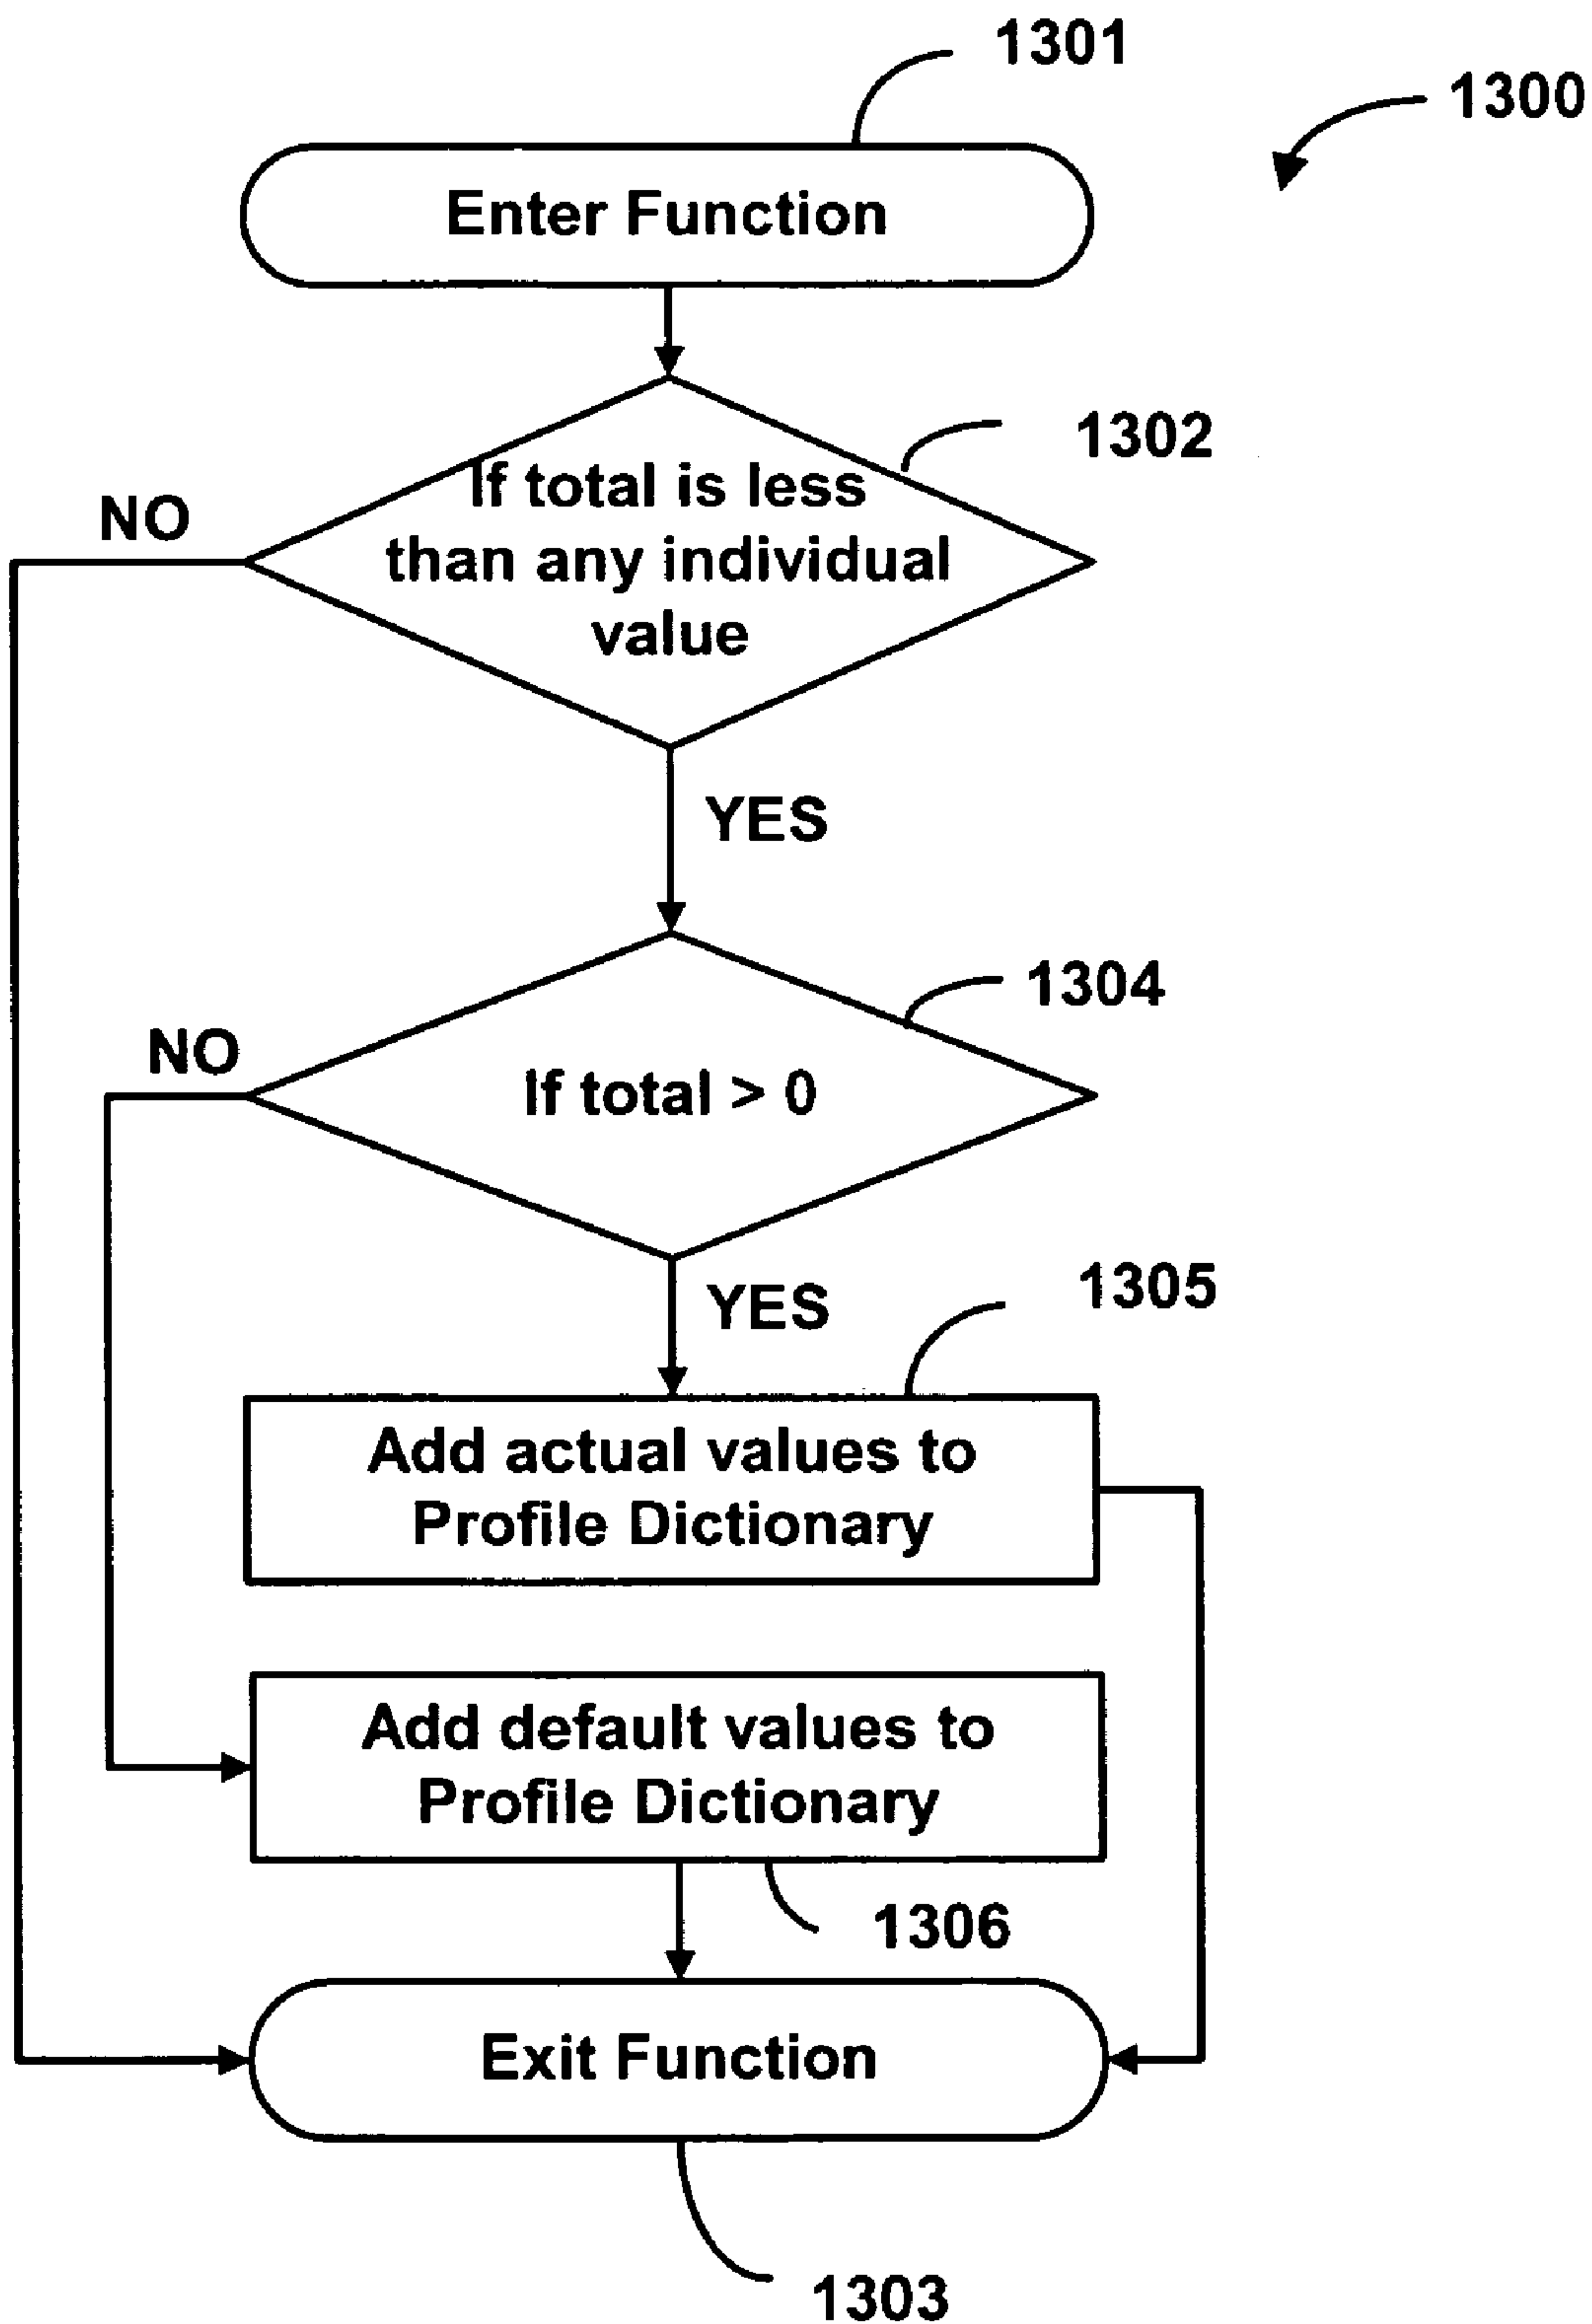 1301
1300
Enter Function
1302
If total is less
than any individual
value
NO
YES
1304
NO
If total > 0
YES
1305
Add actual values to
Profile Dictionary
Add default values to
Profile Dictionary
1306
Exit Function
1303